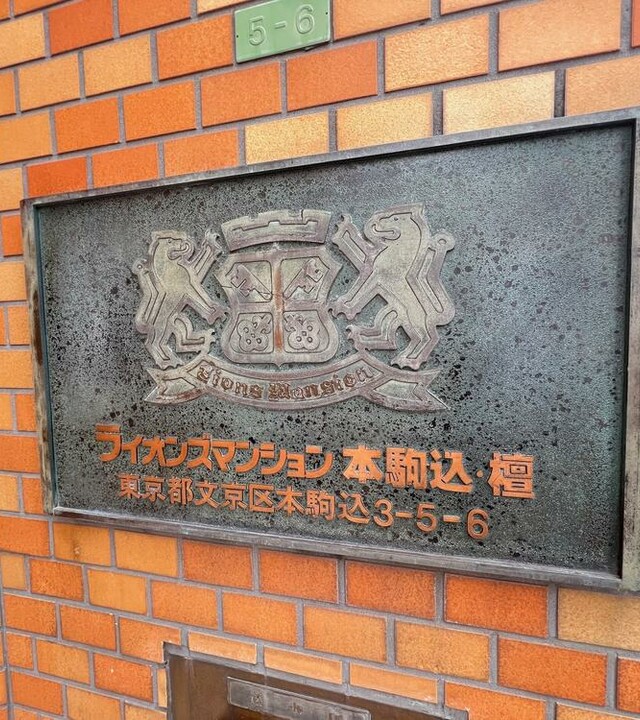 5-6
Lions Mansion
ライオンズマンション 本駒込・檀
東京都文京区本駒込3-5-6